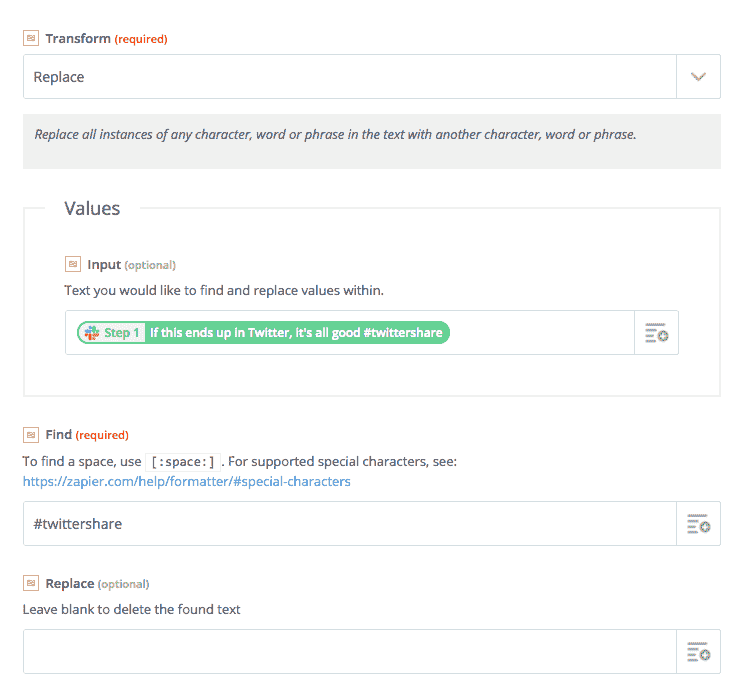 Transform (required)
Replace
Replace all instances of any character, word or phrase in the text with another character, word or phrase.
Values
Input (optional)
Text you would like to find and replace values within.
Step 1 If this ends up in Twitter, it's all good #twittershare
Find (required)
To find a space, use [:space:] . For supported special characters, see:
https://zapier.com/help/formatter/#special-characters
#twittershare
Replace (optional)
Leave blank to delete the found text